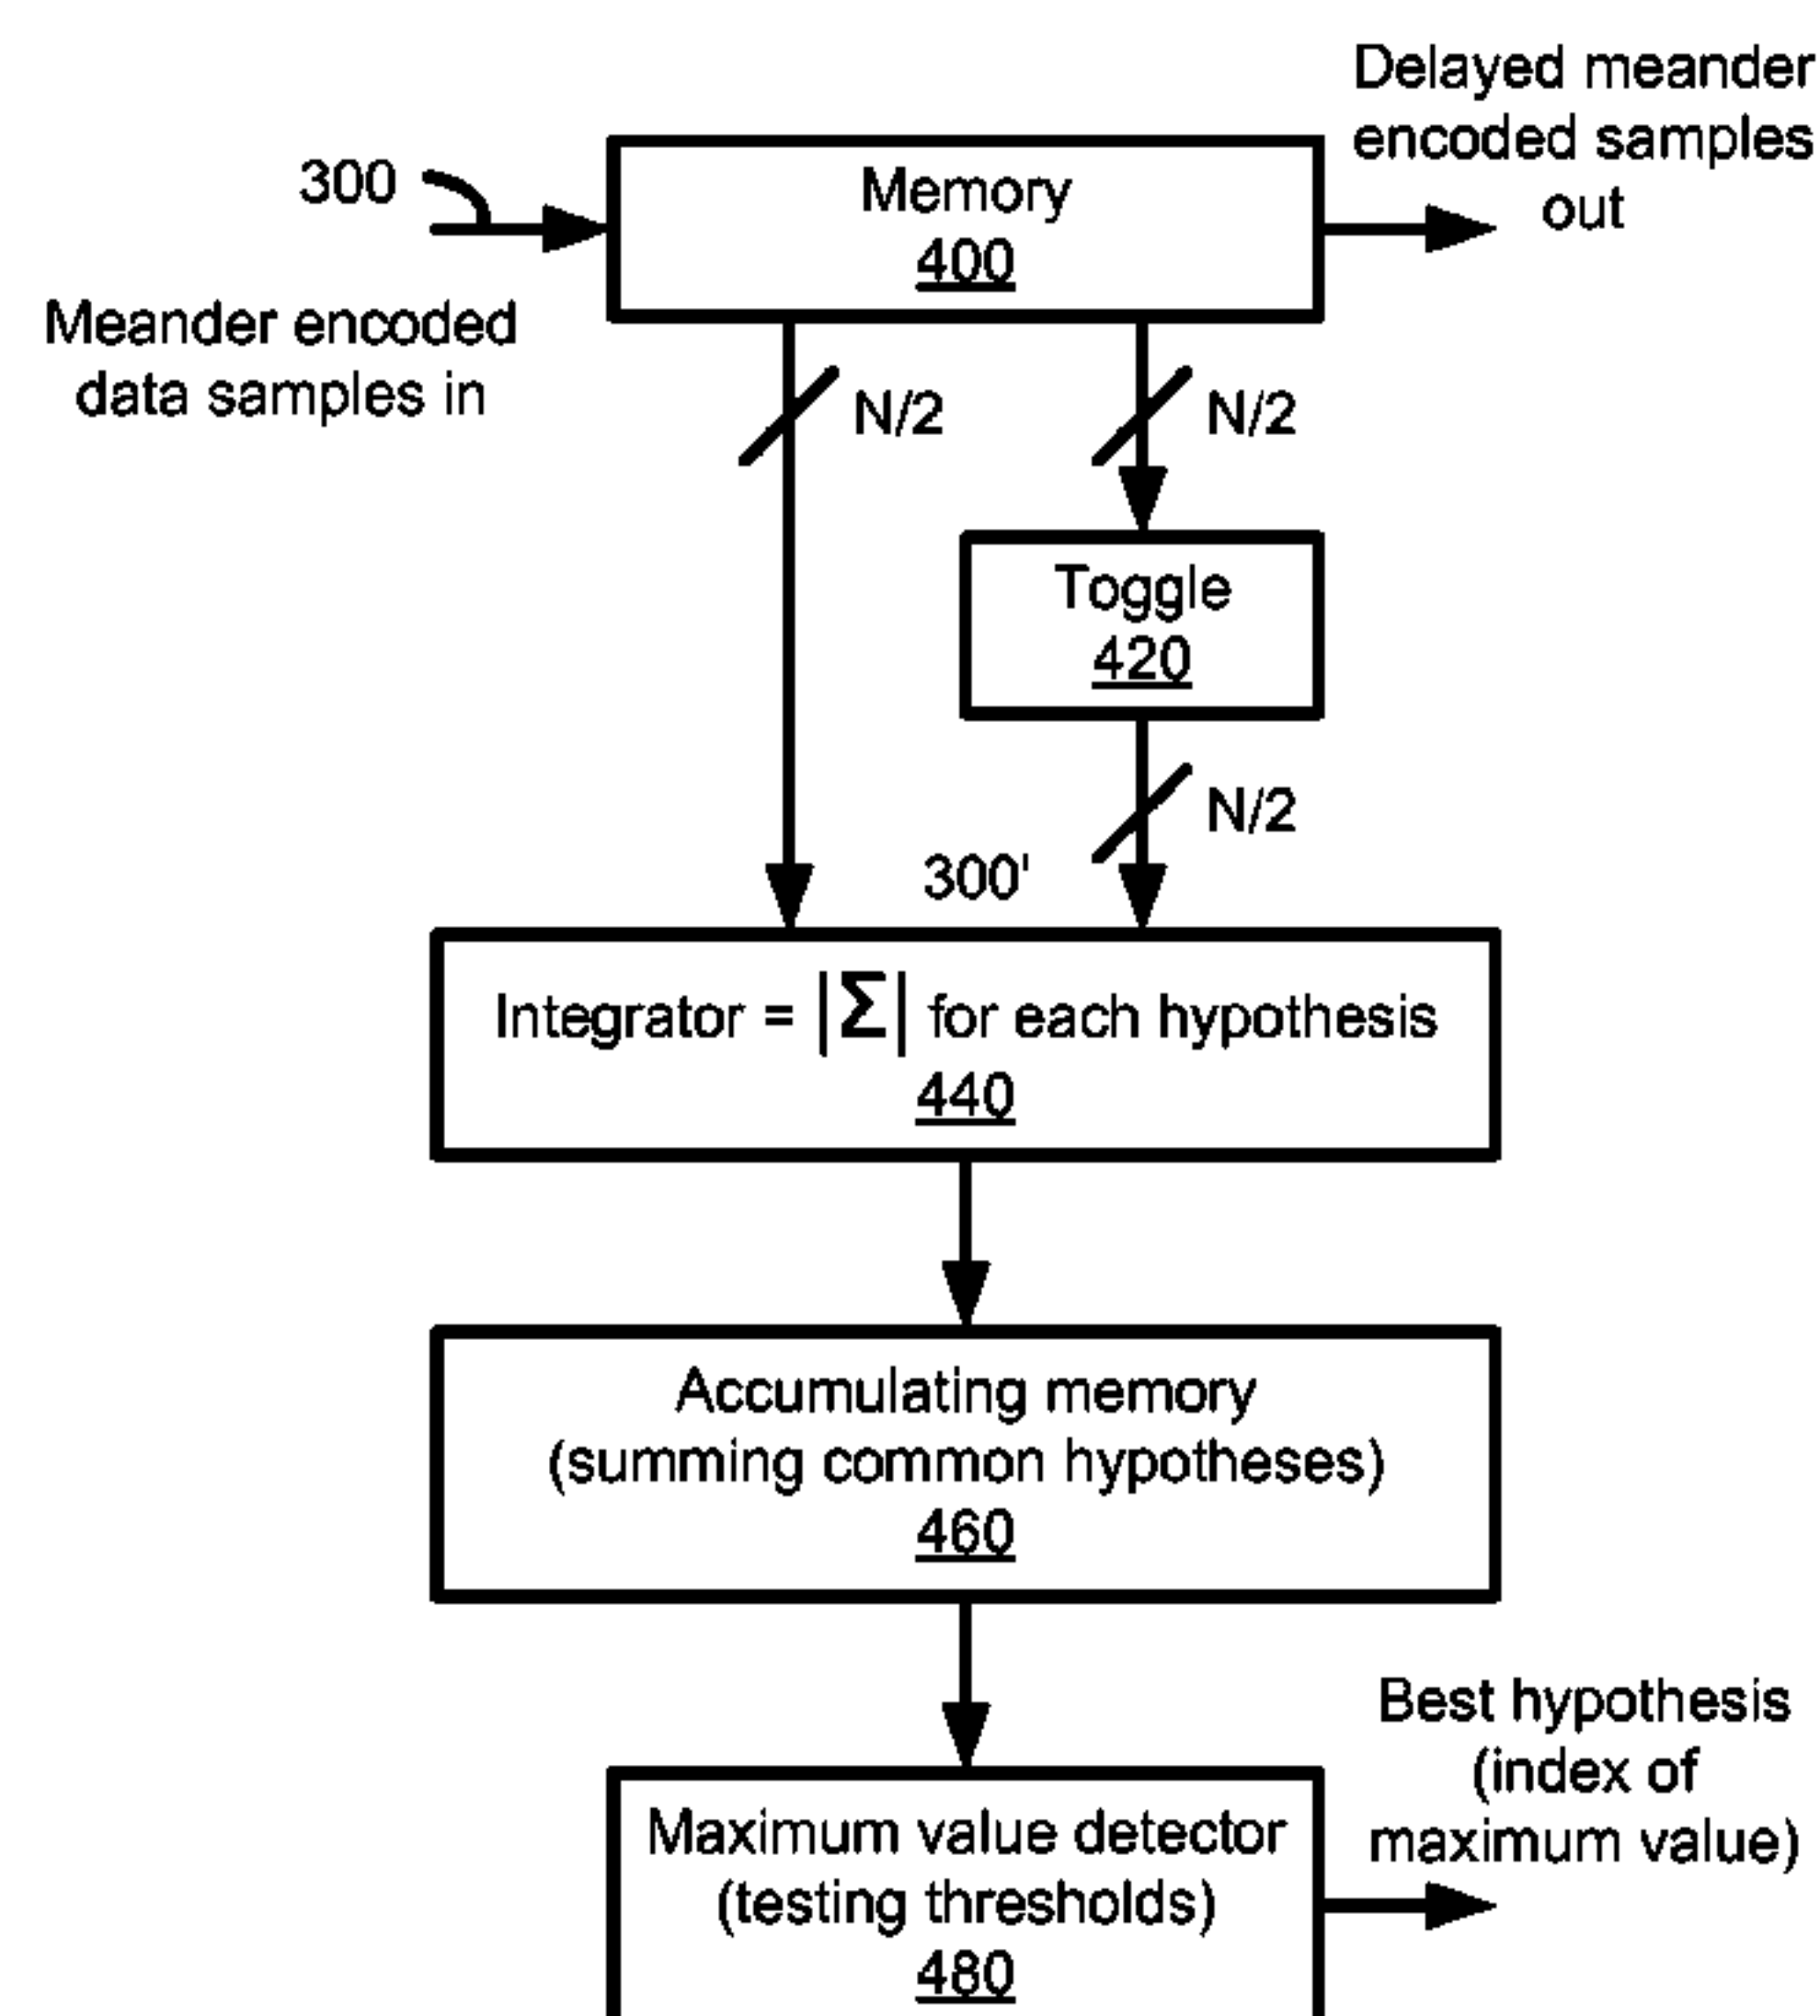 Delayed meander
encoded samples
out
300
Memory
400
Meander encoded
data samples in
N/2
N/2
Toggle
420
N/2
300'
Integrator = |Σ| for each hypothesis
440
Accumulating memory
(summing common hypotheses)
460
Best hypothesis
(index of
maximum value)
Maximum value detector
(testing thresholds)
480